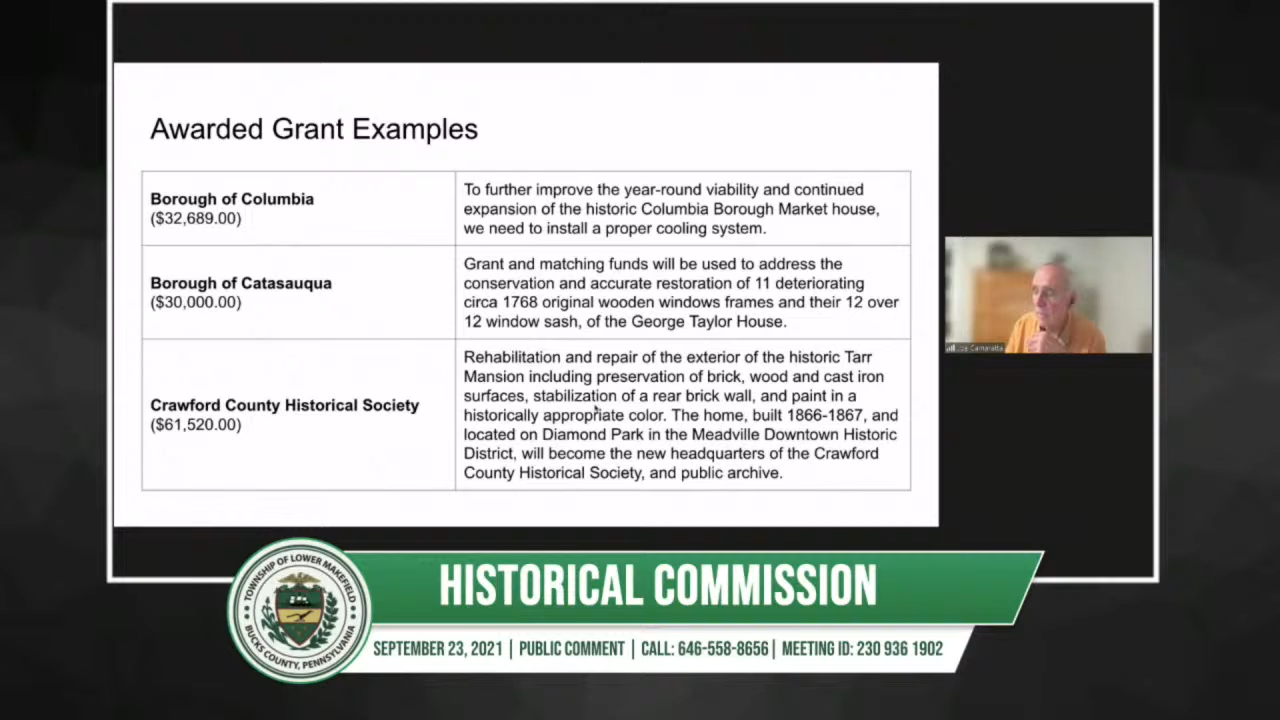 Awarded Grant Examples
Borough of Columbia
($32,689.00)
To further improve the year-round viability and continued
expansion of the historic Columbia Borough Market house,
we need to install a proper cooling system.
Borough of Catasauqua
($30,000.00)
Grant and matching funds will be used to address the
conservation and accurate restoration of 11 deteriorating
circa 1768 original wooden windows frames and their 12 over
12 window sash, of the George Taylor House.
Crawford County Historical Society
($61,520.00)
Rehabilitation and repair of the exterior of the historic Tarr
Mansion including preservation of brick, wood and cast iron
surfaces, stabilization of a rear brick wall, and paint in a
historically appropriate color. The home, built 1866-1867, and
located on Diamond Park in the Meadville Downtown Historic
District, will become the new headquarters of the Crawford
County Historical Society, and public archive.
TOWNSHIP OF LOWER MAKEFIELD
BUCKS COUNTY, PENNSYLVANIA
HISTORICAL COMMISSION
SEPTEMBER 23, 2021 | PUBLIC COMMENT | CALL: 646-558-8656| MEETING ID: 230 936 1902